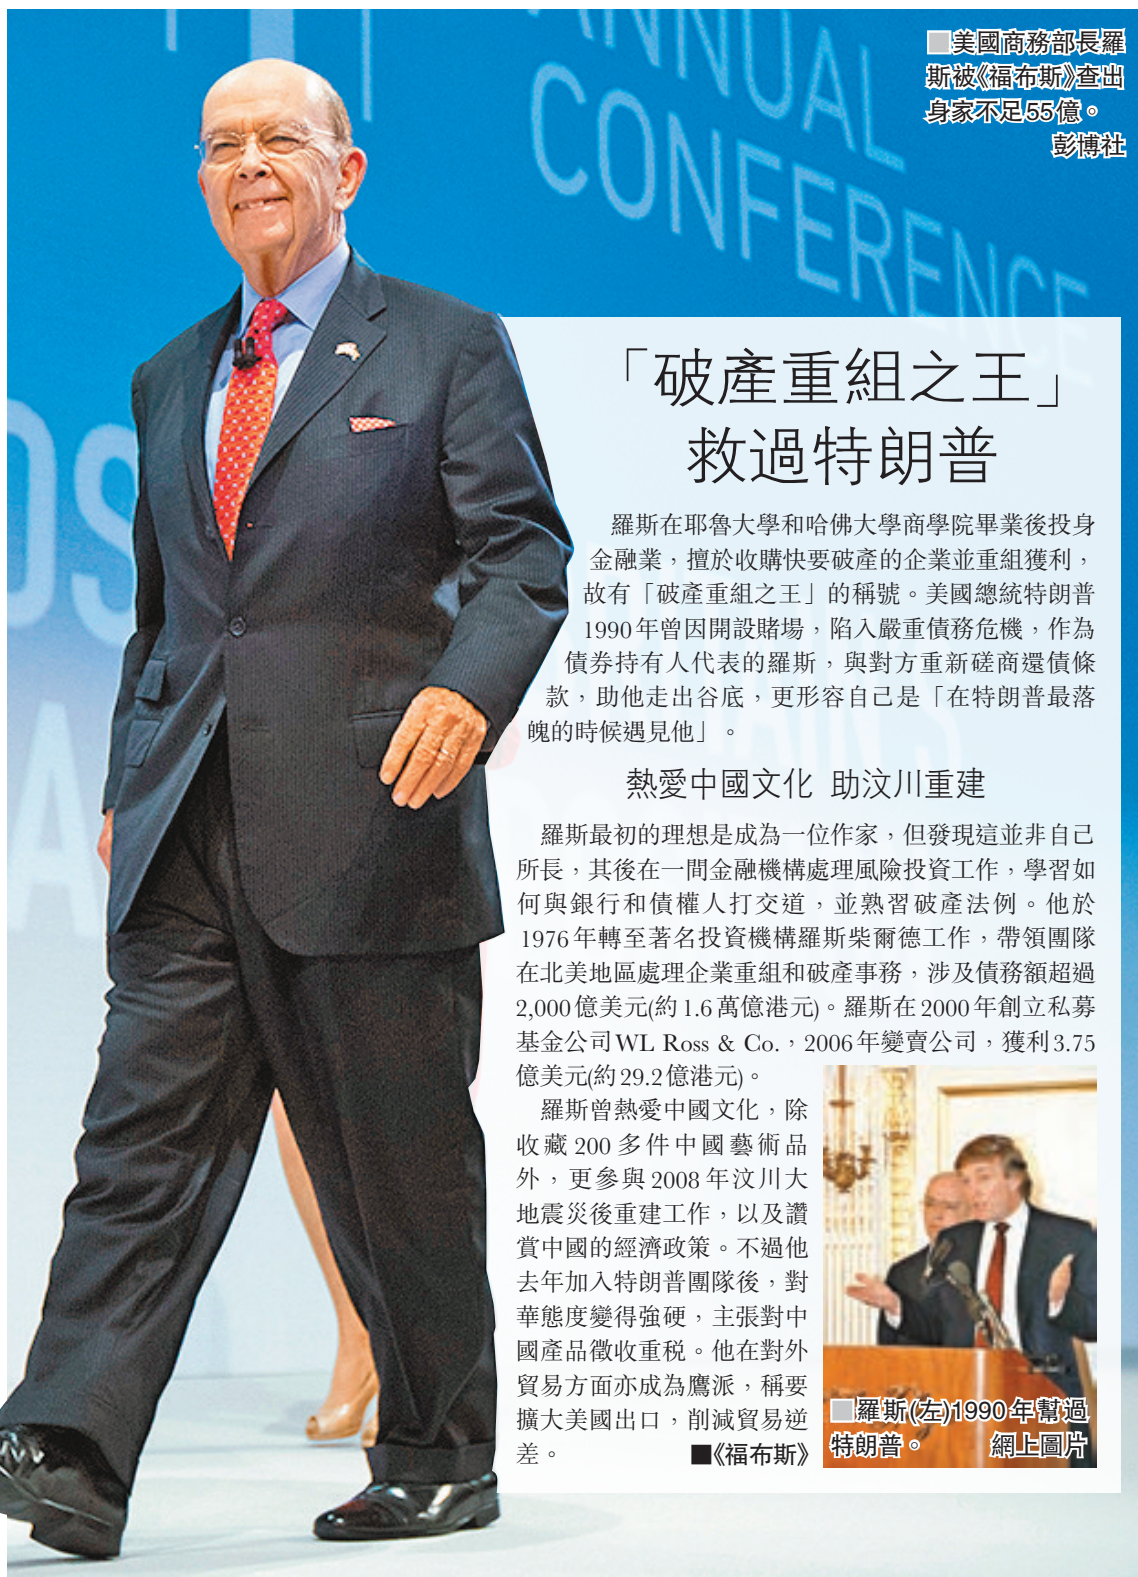 ANNUAL
CONFERENCE
■美國商務部長羅
斯被《福布斯》查出
身家不足55億。
彭博社
「破產重組之王」
救過特朗普
羅斯在耶魯大學和哈佛大學商學院畢業後投身
金融業，擅於收購快要破產的企業並重組獲利，
故有「破產重組之王」的稱號。美國總統特朗普
1990年曾因開設賭場，陷入嚴重債務危機，作為
債券持有人代表的羅斯，與對方重新磋商還債條
款，助他走出谷底，更形容自己是「在特朗普最落
魄的時候遇見他」。
熱愛中國文化 助汶川重建
羅斯最初的理想是成為一位作家，但發現這並非自己
所長，其後在一間金融機構處理風險投資工作，學習如
何與銀行和債權人打交道，並熟習破產法例。他於
1976年轉至著名投資機構羅斯柴爾德工作，帶領團隊
在北美地區處理企業重組和破產事務，涉及債務額超過
2,000億美元(約1.6萬億港元)。羅斯在2000年創立私募
基金公司WL Ross & Co.，2006年變賣公司，獲利3.75
億美元(約29.2億港元)。
羅斯曾熱愛中國文化，除
收藏200多件中國藝術品
外，更參與2008年汶川大
地震災後重建工作，以及讚
賞中國的經濟政策。不過他
去年加入特朗普團隊後，對
華態度變得強硬，主張對中
國產品徵收重稅。他在對外
貿易方面亦成為鷹派，稱要
擴大美國出口，削減貿易逆
差。 ■《福布斯》
■羅斯(左)1990年幫過
特朗普。 網上圖片